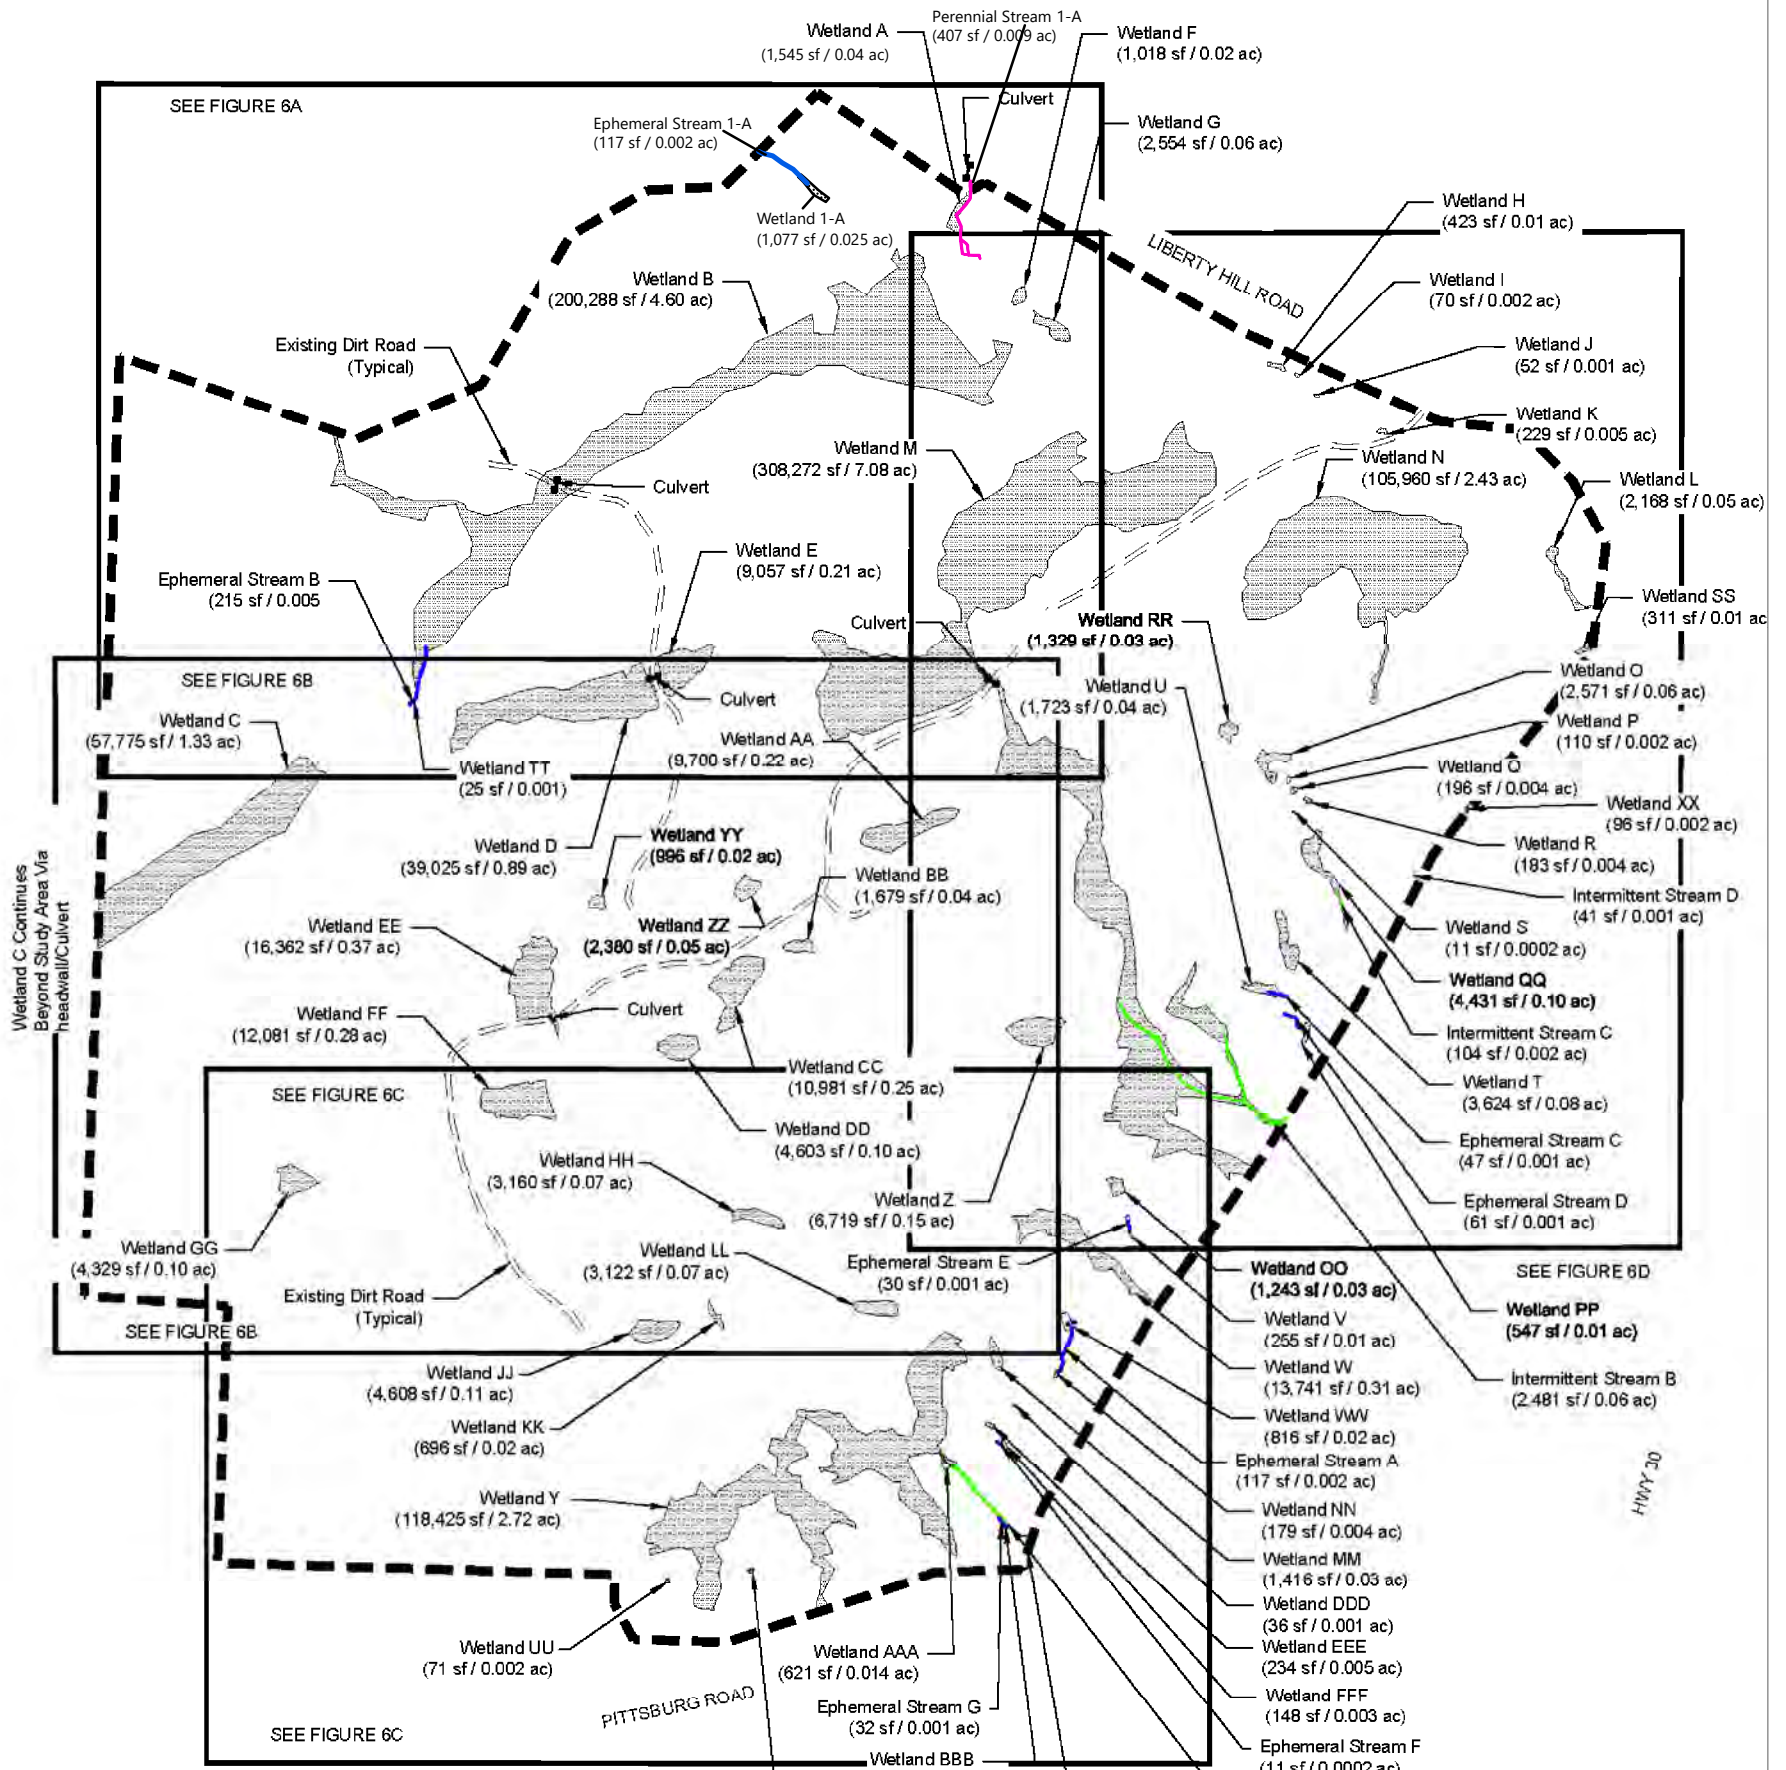 Wetland A
(1,545 sf / 0.04 ac)
Perennial Stream 1-A
(407 sf / 0.009 ac)
Wetland F
(1,018 sf / 0.02 ac)
SEE FIGURE 6A
Culvert
Ephemeral Stream 1-A
(117 sf / 0.002 ac)
Wetland G
(2,554 sf / 0.06 ac)
Wetland 1-A
(1,077 sf / 0.025 ac)
Wetland H
(423 sf / 0.01 ac)
LIBERTY HILL ROAD
Wetland B
(200,288 sf / 4.60 ac)
Wetland I
(70 sf / 0.002 ac)
Existing Dirt Road
(Typical)
Wetland J
(52 sf / 0.001 ac)
Wetland K
(229 sf / 0.005 ac)
Wetland M
(308,272 sf / 7.08 ac)
Wetland N
(105,960 sf / 2.43 ac)
Wetland L
(2,168 sf / 0.05 ac)
Culvert
Wetland E
(9,057 sf / 0.21 ac)
Ephemeral Stream B
(215 sf / 0.005
Wetland SS
(311 sf / 0.01 ac
Culvert
Wetland RR
(1,329 sf / 0.03 ac)
SEE FIGURE 6B
Wetland O
(2,571 sf / 0.06 ac)
Wetland U
(1,723 sf / 0.04 ac)
Culvert
Wetland C
(57,775 sf / 1.33 ac)
Wetland P
(110 sf / 0.002 ac)
Wetland AA
(9,700 sf / 0.22 ac)
Wetland TT
(25 sf / 0.001)
Wetland Q
(196 sf / 0.004 ac)
Wetland XX
(96 sf / 0.002 ac)
Wetland D
(39,025 sf / 0.89 ac)
Wetland YY
(996 sf / 0.02 ac)
Wetland R
(183 sf / 0.004 ac)
Wetland BB
(1,679 sf / 0.04 ac)
Intermittent Stream D
(41 sf / 0.001 ac)
Wetland C Continues
Beyond Study Area Via
headwall/Culvert
Wetland EE
(16,362 sf / 0.37 ac)
Wetland ZZ
(2,380 sf / 0.05 ac)
Wetland S
(11 sf / 0.0002 ac)
Wetland QQ
(4,431 sf / 0.10 ac)
Wetland FF
(12,081 sf / 0.28 ac)
Culvert
Intermittent Stream C
(104 sf / 0.002 ac)
Wetland CC
(10,981 sf / 0.25 ac)
Wetland T
(3,624 sf / 0.08 ac)
SEE FIGURE 6C
Wetland DD
(4,603 sf / 0.10 ac)
Ephemeral Stream C
(47 sf / 0.001 ac)
Wetland HH
(3,160 sf / 0.07 ac)
Wetland Z
(6,719 sf / 0.15 ac)
Ephemeral Stream D
(61 sf / 0.001 ac)
Wetland GG
(4,329 sf / 0.10 ac)
Wetland LL
(3,122 sf / 0.07 ac)
Ephemeral Stream E
(30 sf / 0.001 ac)
Wetland OO
(1,243 sf / 0.03 ac)
SEE FIGURE 6D
Existing Dirt Road
(Typical)
Wetland PP
(547 sf / 0.01 ac)
SEE FIGURE 6B
Wetland V
(255 sf / 0.01 ac)
Wetland JJ
(4,608 sf / 0.11 ac)
Wetland W
(13,741 sf / 0.31 ac)
Intermittent Stream B
(2,481 sf / 0.06 ac)
Wetland KK
(696 sf / 0.02 ac)
Wetland WW
(816 sf / 0.02 ac)
Ephemeral Stream A
(117 sf / 0.002 ac)
HWY 30
Wetland Y
(118,425 sf / 2.72 ac)
Wetland NN
(179 sf / 0.004 ac)
Wetland MM
(1,416 sf / 0.03 ac)
Wetland DDD
(36 sf / 0.001 ac)
Wetland UU
(71 sf / 0.002 ac)
Wetland AAA
(621 sf / 0.014 ac)
Wetland EEE
(234 sf / 0.005 ac)
PITTSBURG ROAD
Ephemeral Stream G
(32 sf / 0.001 ac)
Wetland FFF
(148 sf / 0.003 ac)
SEE FIGURE 6C
Wetland BBB
Ephemeral Stream F
(11 sf / 0.0002 ac)